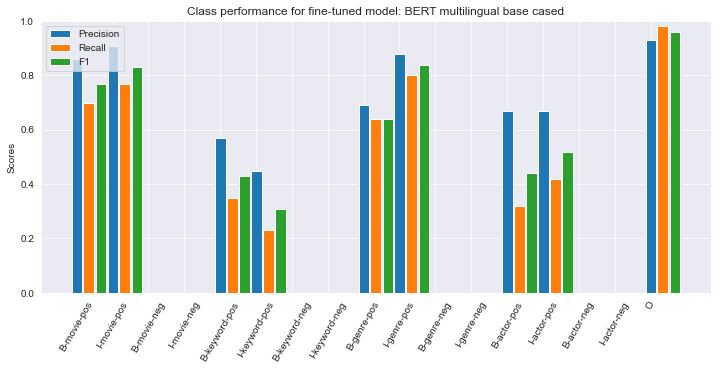 Class performance for fine-tuned model: BERT multilingual base cased
Precision
Recall
F1
Scores
1.0
0.8
0.6
0.4
0.2
0.0
B-movie-pos
I-movie-pos
B-movie-neg
I-movie-neg
B-keyword-pos
I-keyword-pos
B-keyword-neg
I-keyword-neg
B-genre-pos
I-genre-pos
B-genre-neg
I-genre-neg
B-actor-pos
I-actor-pos
B-actor-neg
I-actor-neg
O